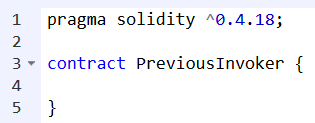 1 pragma solidity ^0.4.18;
2
3 contract PreviousInvoker {
4
5 }